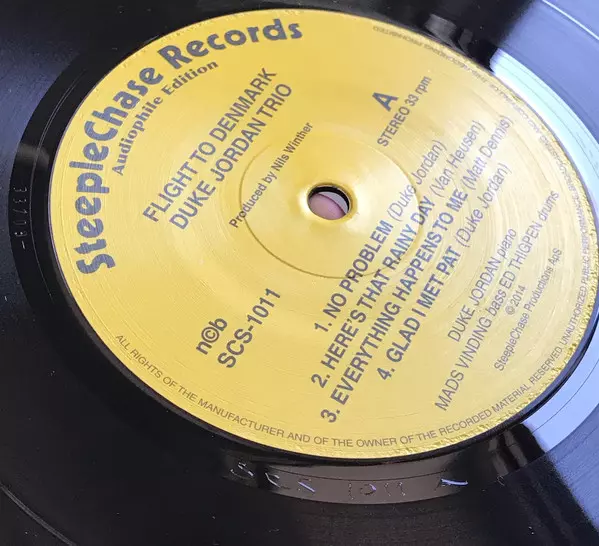 SteepleChase Records
Audiophile Edition
FLIGHT TO DENMARK
DUKE JORDAN TRIO
Produced by Nils Winther
A
STEREO 33 rpm
n©b
SCS-1011
1. NO PROBLEM (Duke Jordan)
2. HERE'S THAT RAINY DAY (Van Heusen)
3. EVERYTHING HAPPENS TO ME (Matt Dennis)
4. GLAD I MET PAT (Duke Jordan)
DUKE JORDAN piano
MADS VINDING bass ED THIGPEN drums
©2014
SteepleChase Productions ApS
ALL RIGHTS OF THE MANUFACTURER AND OF THE OWNER OF THE RECORDED MATERIAL RESERVED. UNAUTHORIZED PUBLIC